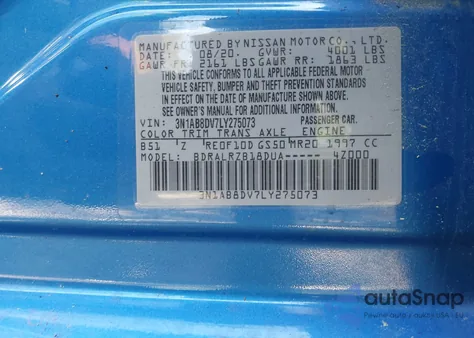 MANUFACTURED BY NISSAN MOTOR CO., LTD.
DATE: 08/20. GVWR: 4001 LBS
GAWR FR: 2161 LBS GAWR RR: 1863 LBS
THIS VEHICLE CONFORMS TO ALL APPLICABLE FEDERAL MOTOR
VEHICLE SAFETY, BUMPER, AND THEFT PREVENTION STANDARDS
IN EFFECT ON THE DATE OF MANUFACTURE SHOWN ABOVE.
SEE OWNER'S MANUAL FOR ADDITIONAL INFORMATION.
VIN: 3N1AB8DV7LY275073 PASSENGER CAR.
COLOR TRIM TRANS AXLE ENGINE
B51 'Z RE0F10D GS50 MR20 1997 CC
MODEL: BDRALRZB18DUA---- 4Z000
3N1AB8DV7LY275073
autoSnap